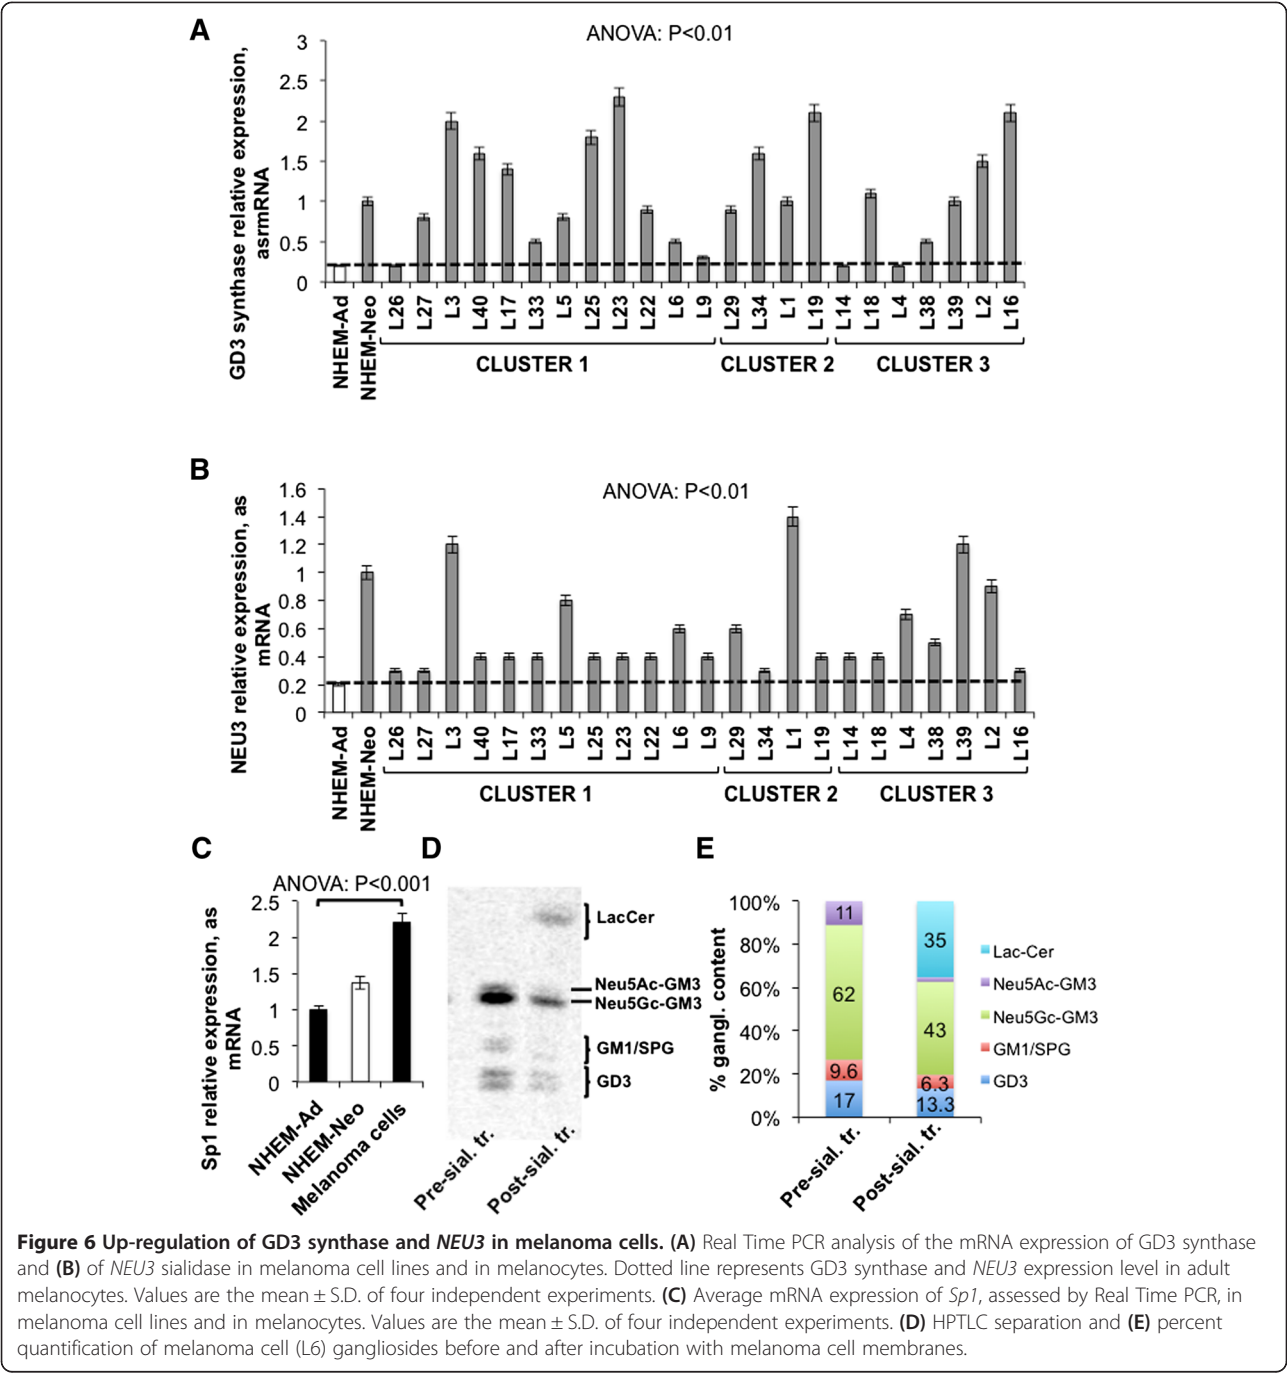 A
ANOVA: P<0.01
GD3 synthase relative expression,
asrmRNA
3
2.5
2
1.5
1
0.5
0
NHEM-Ad
NHEM-Neo
L26
L27
L3
L40
L17
L33
L5
L25
L23
L22
L6
L9
L29
L34
L1
L19
L14
L18
L4
L38
L39
L2
L16
CLUSTER 1
CLUSTER 2
CLUSTER 3
B
ANOVA: P<0.01
NEU3 relative expression, as
mRNA
1.6
1.4
1.2
1
0.8
0.6
0.4
0.2
0
NHEM-Ad
NHEM-Neo
L26
L27
L3
L40
L17
L33
L5
L25
L23
L22
L6
L9
L29
L34
L1
L19
L14
L18
L4
L38
L39
L2
L16
CLUSTER 1
CLUSTER 2
CLUSTER 3
C
ANOVA: P<0.001
Sp1 relative expression, as
mRNA
2.5
2
1.5
1
0.5
0
NHEM-Ad
NHEM-Neo
Melanoma cells
D
LacCer
Neu5Ac-GM3
Neu5Gc-GM3
GM1/SPG
GD3
Pre-sial. tr.
Post-sial. tr.
E
% gangl. content
100%
80%
60%
40%
20%
0%
11
62
9.6
17
35
43
6.3
13.3
Pre-sial. tr.
Post-sial. tr.
Lac-Cer
Neu5Ac-GM3
Neu5Gc-GM3
GM1/SPG
GD3
Figure 6 Up-regulation of GD3 synthase and NEU3 in melanoma cells. (A) Real Time PCR analysis of the mRNA expression of GD3 synthase
and (B) of NEU3 sialidase in melanoma cell lines and in melanocytes. Dotted line represents GD3 synthase and NEU3 expression level in adult
melanocytes. Values are the mean ± S.D. of four independent experiments. (C) Average mRNA expression of Sp1, assessed by Real Time PCR, in
melanoma cell lines and in melanocytes. Values are the mean ± S.D. of four independent experiments. (D) HPTLC separation and (E) percent
quantification of melanoma cell (L6) gangliosides before and after incubation with melanoma cell membranes.